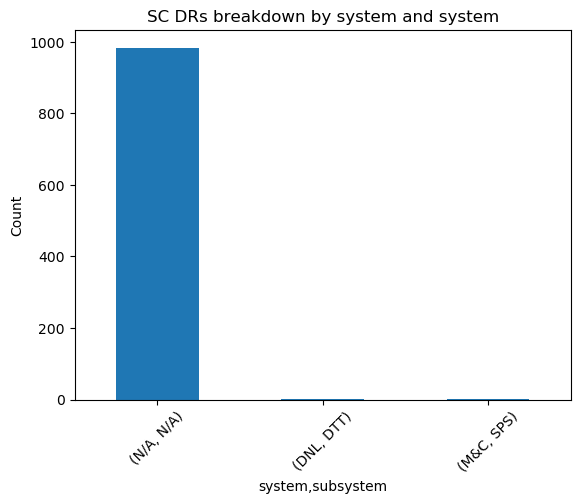 SC DRs breakdown by system and system
1000
800
600
400
200
0
Count
(N/A, N/A)
(DNL, DTT)
(M&C, SPS)
system,subsystem